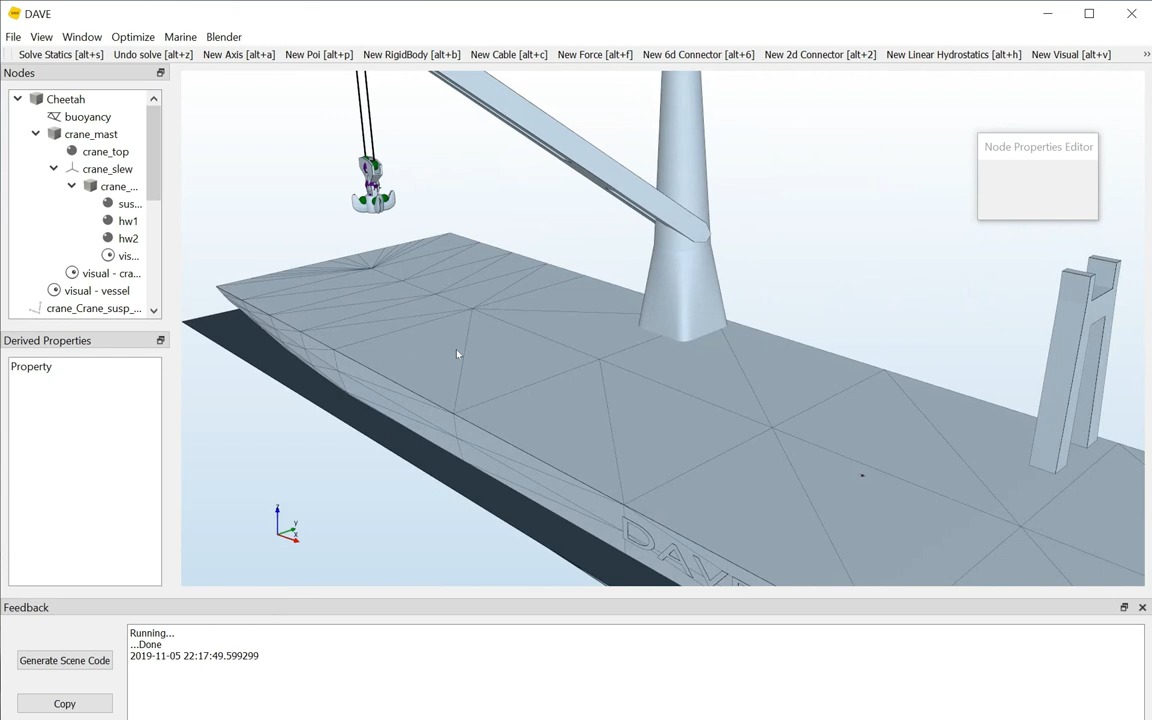 DAVE
File View Window Optimize Marine Blender
Solve Statics [alt+s] Undo solve [alt+z] New Axis [alt+a] New Poi [alt+p] New RigidBody [alt+b] New Cable [alt+c] New Force [alt+f] New 6d Connector [alt+6] New 2d Connector [alt+2] New Linear Hydrostatics [alt+h] New Visual [alt+v] »
Nodes
Cheetah
buoyancy
crane_mast
crane_top
crane_slew
crane_...
sus...
hw1
hw2
vis...
visual - cra...
visual - vessel
crane_Crane_susp_...
Node Properties Editor
Derived Properties
Property
z
y
x
DAV
Feedback
Running...
...Done
2019-11-05 22:17:49.599299
Generate Scene Code
Copy